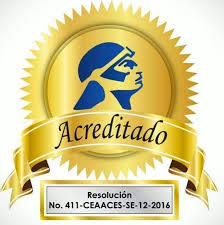 Acreditado
Resolución
No. 411-CEAACES-SE-12-2016